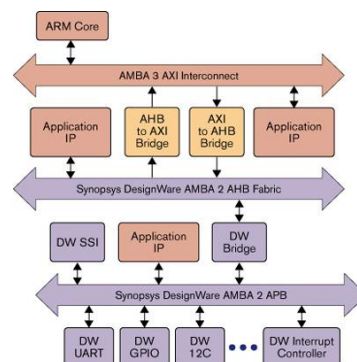 ARM Core
AMBA 3 AXI Interconnect
Application
IP
AHB
to AXI
Bridge
AXI
to AHB
Bridge
Application
IP
Synopsys DesignWare AMBA 2 AHB Fabric
DW SSI
Application
IP
DW
Bridge
Synopsys DesignWare AMBA 2 APB
DW
UART
DW
GPIO
DW
12C
DW Interrupt
Controller